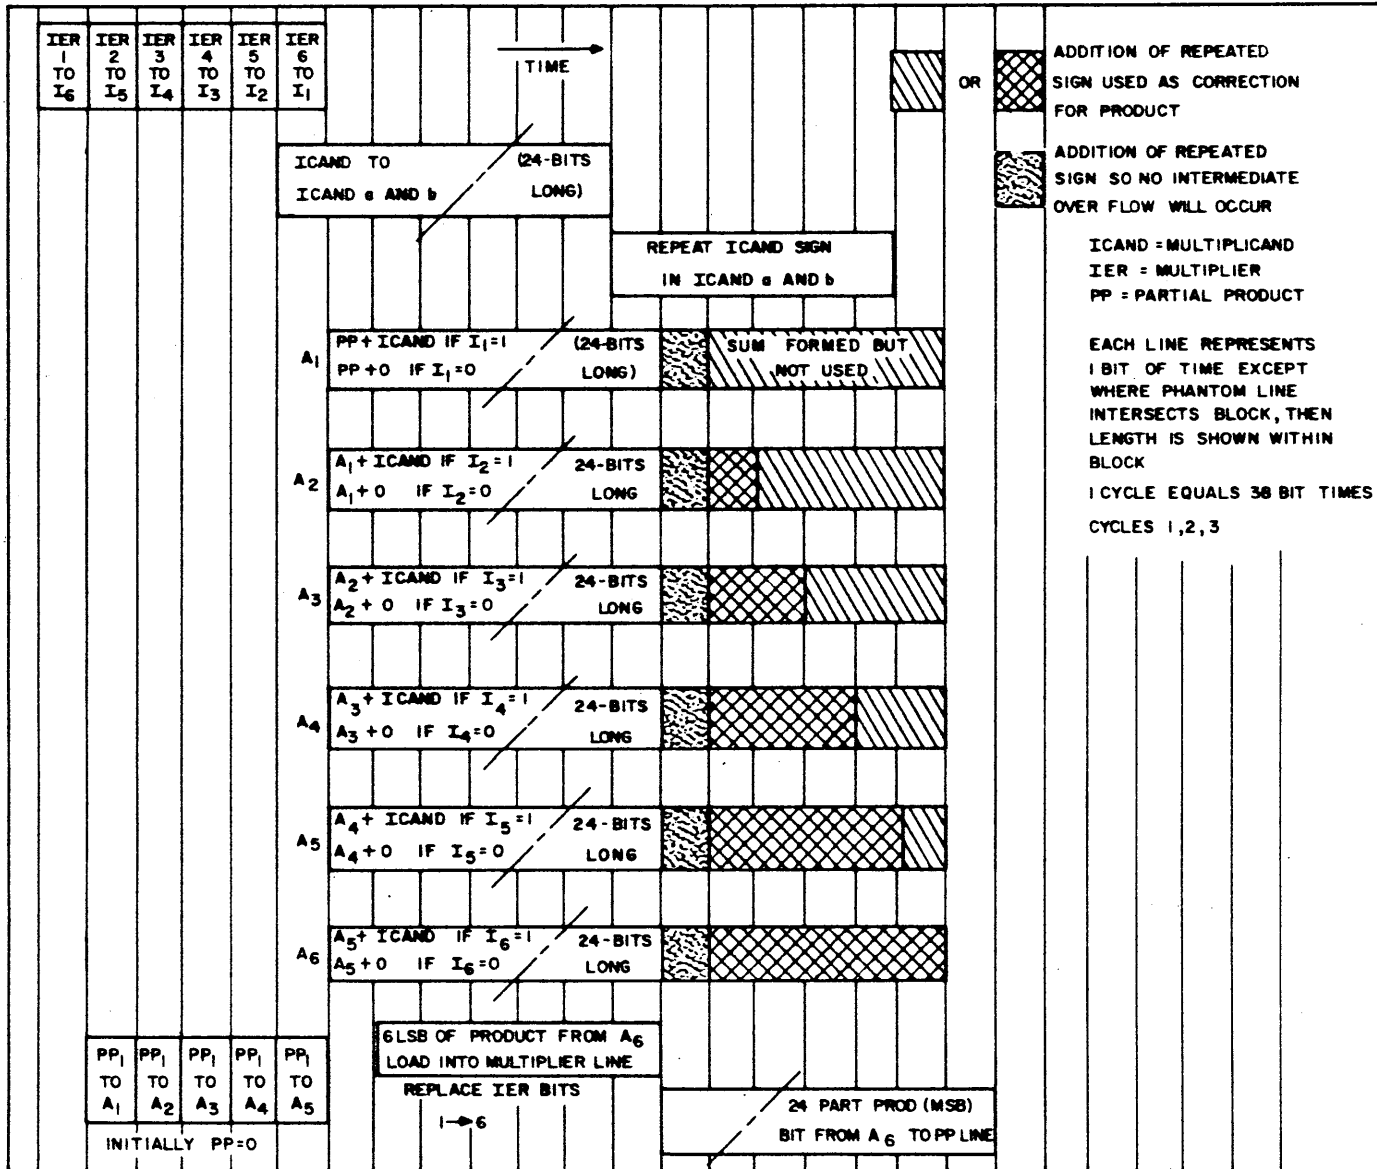 IER 1 TO I6
IER 2 TO I5
IER 3 TO I4
IER 4 TO I3
IER 5 TO I2
IER 6 TO I1
TIME
OR
ADDITION OF REPEATED
SIGN USED AS CORRECTION
FOR PRODUCT
ADDITION OF REPEATED
SIGN SO NO INTERMEDIATE
OVER FLOW WILL OCCUR
ICAND = MULTIPLICAND
IER = MULTIPLIER
PP = PARTIAL PRODUCT
EACH LINE REPRESENTS
1 BIT OF TIME EXCEPT
WHERE PHANTOM LINE
INTERSECTS BLOCK, THEN
LENGTH IS SHOWN WITHIN
BLOCK
1 CYCLE EQUALS 38 BIT TIMES
CYCLES 1,2,3
ICAND TO (24-BITS
ICAND a AND b LONG)
REPEAT ICAND SIGN
IN ICAND a AND b
A1
PP+ICAND IF I1=1 (24-BITS
PP+0 IF I1=0 LONG)
SUM FORMED BUT
NOT USED
A2
A1+ICAND IF I2=1 24-BITS
A1+0 IF I2=0 LONG
A3
A2+ICAND IF I3=1 24-BITS
A2+0 IF I3=0 LONG
A4
A3+ICAND IF I4=1 24-BITS
A3+0 IF I4=0 LONG
A5
A4+ICAND IF I5=1 24-BITS
A4+0 IF I5=0 LONG
A6
A5+ICAND IF I6=1 24-BITS
A5+0 IF I6=0 LONG
6LSB OF PRODUCT FROM A6
LOAD INTO MULTIPLIER LINE
REPLACE IER BITS
1→6
PP1 TO A1
PP1 TO A2
PP1 TO A3
PP1 TO A4
PP1 TO A5
INITIALLY PP=0
24 PART PROD (MSB)
BIT FROM A6 TO PP LINE